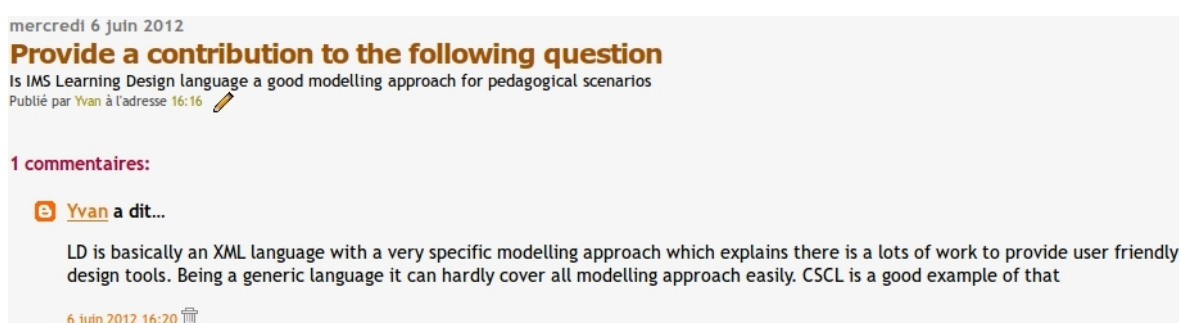 mercredi 6 juin 2012
Provide a contribution to the following question
Is IMS Learning Design language a good modelling approach for pedagogical scenarios
Publié par Yvan à l'adresse 16:16
1 commentaires:
Yvan a dit...
LD is basically an XML language with a very specific modelling approach which explains there is a lots of work to provide user friendly
design tools. Being a generic language it can hardly cover all modelling approach easily. CSCL is a good example of that
6 juin 2012 16:20